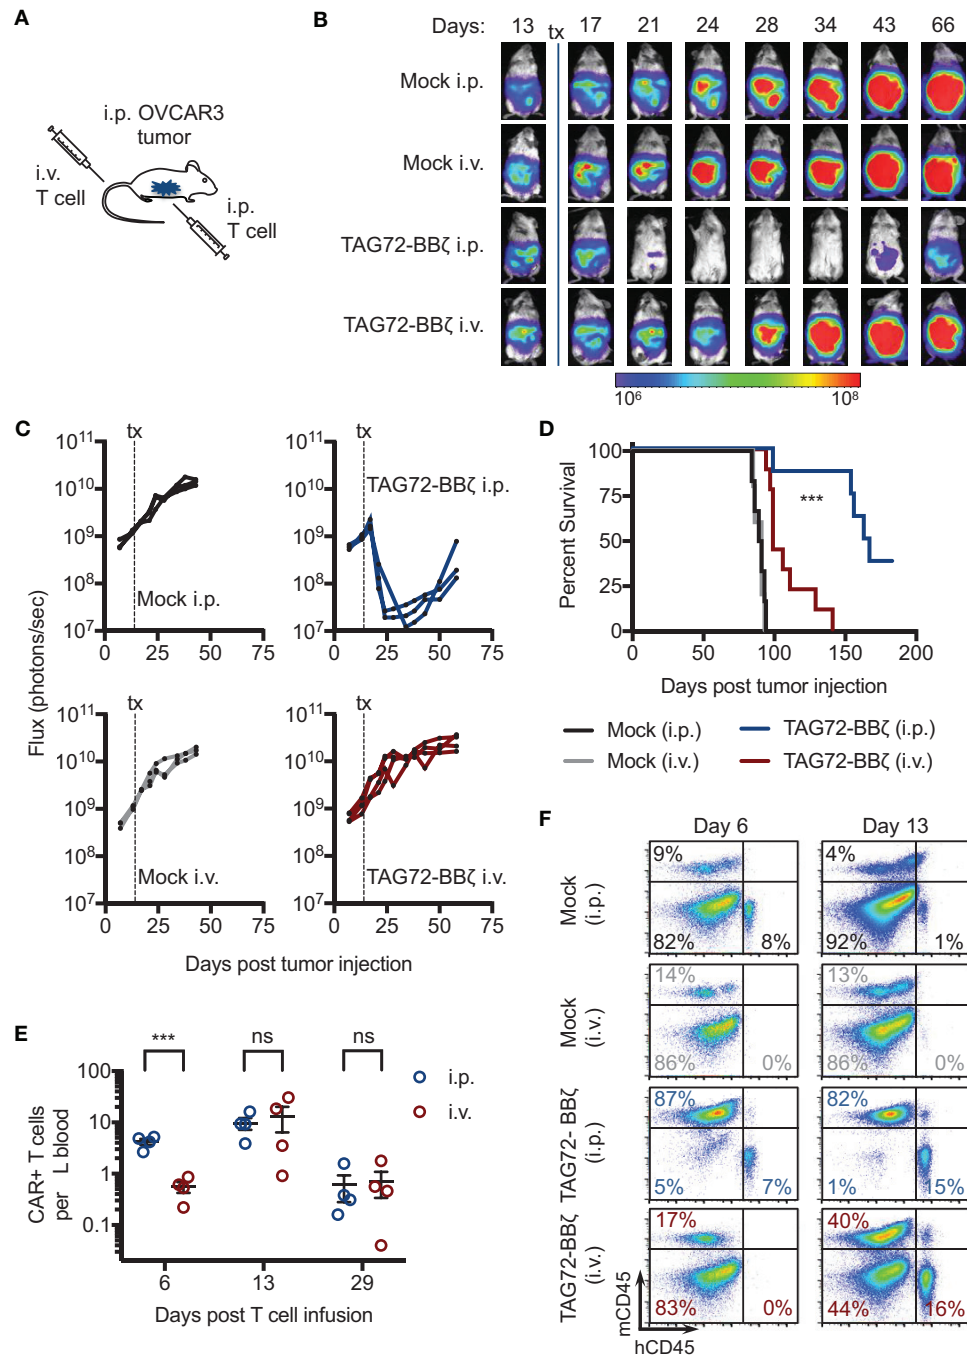 A
i.p. OVCAR3
tumor
i.v.
T cell
i.p.
T cell
B
Days: 13 tx 17 21 24 28 34 43 66
Mock i.p.
Mock i.v.
TAG72-BBζ i.p.
TAG72-BBζ i.v.
10⁶ 10⁸
C
Flux (photons/sec)
tx
10¹¹
10¹⁰
10⁹
10⁸
10⁷
Mock i.p.
0 25 50 75
tx
10¹¹
10¹⁰
10⁹
10⁸
10⁷
TAG72-BBζ i.p.
0 25 50 75
tx
10¹¹
10¹⁰
10⁹
10⁸
10⁷
Mock i.v.
0 25 50 75
tx
10¹¹
10¹⁰
10⁹
10⁸
10⁷
TAG72-BBζ i.v.
0 25 50 75
Days post tumor injection
D
Percent Survival
100
75
50
25
0
***
0 50 100 150 200
Days post tumor injection
Mock (i.p.) TAG72-BBζ (i.p.)
Mock (i.v.) TAG72-BBζ (i.v.)
E
CAR+ T cells
per L blood
*** ns ns
100
10
1
0.1
6 13 29
Days post T cell infusion
i.p.
i.v.
F
Day 6 Day 13
Mock
(i.p.)
9% 4%
82% 8% 92% 1%
Mock
(i.v.)
14% 13%
86% 0% 86% 0%
TAG72- BBζ
(i.p.)
87% 82%
5% 7% 1% 15%
TAG72-BBζ
(i.v.)
17% 40%
83% 0% 44% 16%
mCD45
hCD45